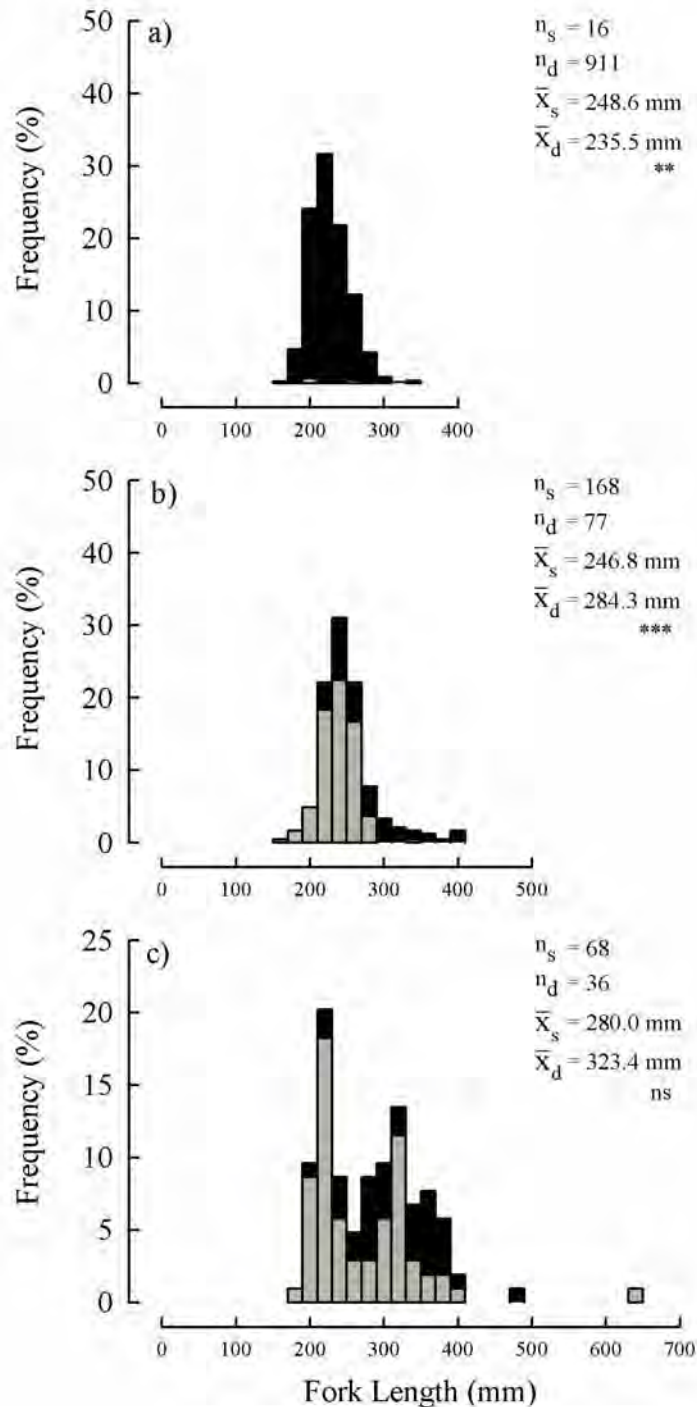 a)
n_s = 16
n_d = 911
x̄_s = 248.6 mm
x̄_d = 235.5 mm
**
Frequency (%)
50
40
30
20
10
0
0 100 200 300 400
b)
n_s = 168
n_d = 77
x̄_s = 246.8 mm
x̄_d = 284.3 mm
***
Frequency (%)
50
40
30
20
10
0
0 100 200 300 400 500
c)
n_s = 68
n_d = 36
x̄_s = 280.0 mm
x̄_d = 323.4 mm
ns
Frequency (%)
25
20
15
10
5
0
0 100 200 300 400 500 600 700
Fork Length (mm)